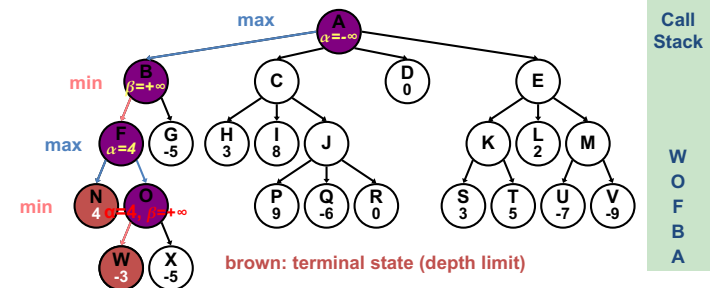 max
A
α=-∞
Call
Stack
min
B
β=+∞
C
D
0
E
max
F
α=4
G
-5
H
3
I
8
J
K
L
2
M
min
N
4
O
α=4, β=+∞
P
9
Q
-6
R
0
S
3
T
5
U
-7
V
-9
W
-3
X
-5
brown: terminal state (depth limit)
W
O
F
B
A